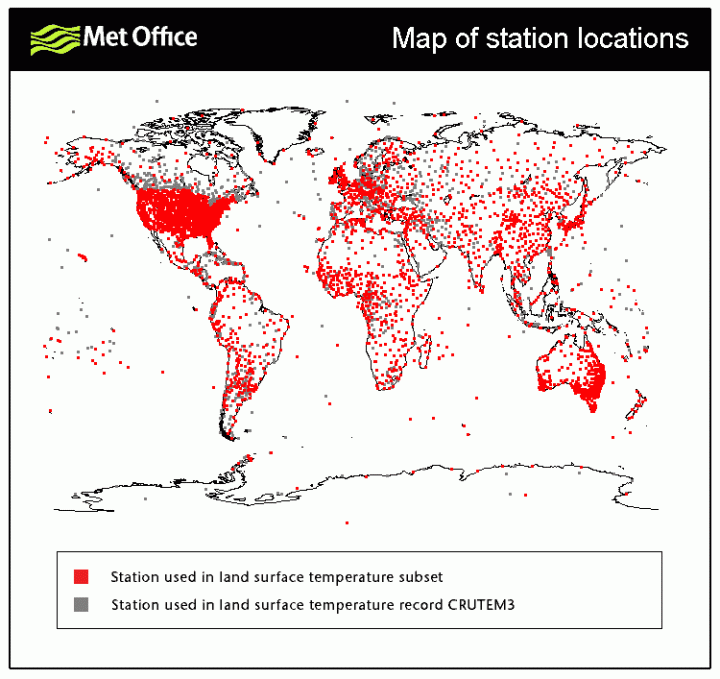 Met Office
Map of station locations
Station used in land surface temperature subset
Station used in land surface temperature record CRUTEM3